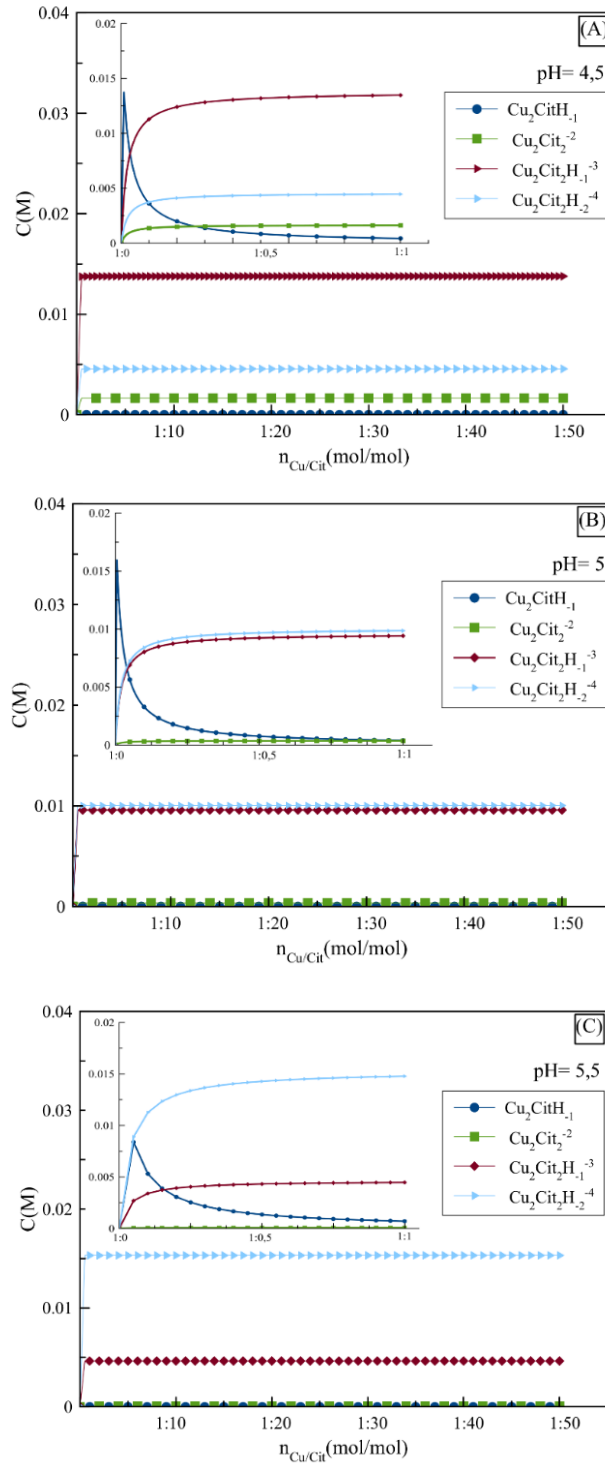 (A)
pH= 4,5
0.04
0.03
0.02
0.01
0
C(M)
0.02
0.015
0.01
0.005
0
1:0
1:0,5
1:1
Cu₂CitH₋₁
Cu₂Cit₂⁻²
Cu₂Cit₂H₋₁⁻³
Cu₂Cit₂H₋₂⁻⁴
1:10
1:20
1:30
1:40
1:50
n_Cu/Cit(mol/mol)
(B)
pH= 5
0.04
0.03
0.02
0.01
0
C(M)
0.02
0.015
0.01
0.005
0
1:0
1:0,5
1:1
Cu₂CitH₋₁
Cu₂Cit₂⁻²
Cu₂Cit₂H₋₁⁻³
Cu₂Cit₂H₋₂⁻⁴
1:10
1:20
1:30
1:40
1:50
n_Cu/Cit(mol/mol)
(C)
pH= 5,5
0.04
0.03
0.02
0.01
0
C(M)
0.02
0.015
0.01
0.005
0
1:0
1:0,5
1:1
Cu₂CitH₋₁
Cu₂Cit₂⁻²
Cu₂Cit₂H₋₁⁻³
Cu₂Cit₂H₋₂⁻⁴
1:10
1:20
1:30
1:40
1:50
n_Cu/Cit(mol/mol)